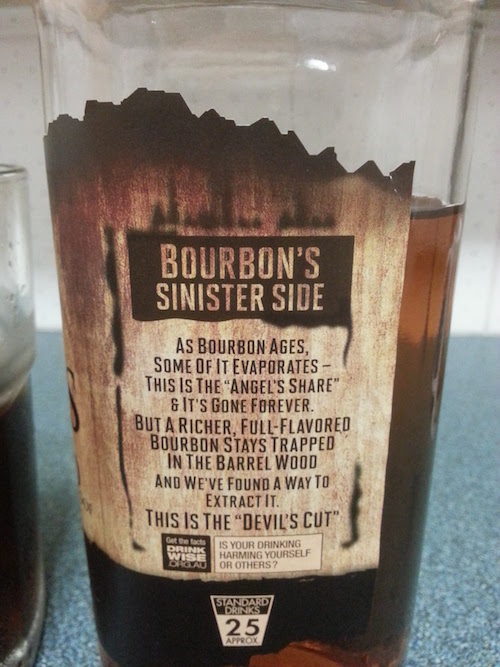 BOURBON'S
SINISTER SIDE
AS BOURBON AGES,
SOME OF IT EVAPORATES –
THIS IS THE "ANGEL'S SHARE"
& IT'S GONE FOREVER.
BUT A RICHER, FULL-FLAVORED
BOURBON STAYS TRAPPED
IN THE BARREL WOOD
AND WE'VE FOUND A WAY TO
EXTRACT IT.
THIS IS THE "DEVIL'S CUT"
Get the facts
DRINK
WISE
.ORG.AU
IS YOUR DRINKING
HARMING YOURSELF
OR OTHERS?
STANDARD
DRINKS
25
APPROX.